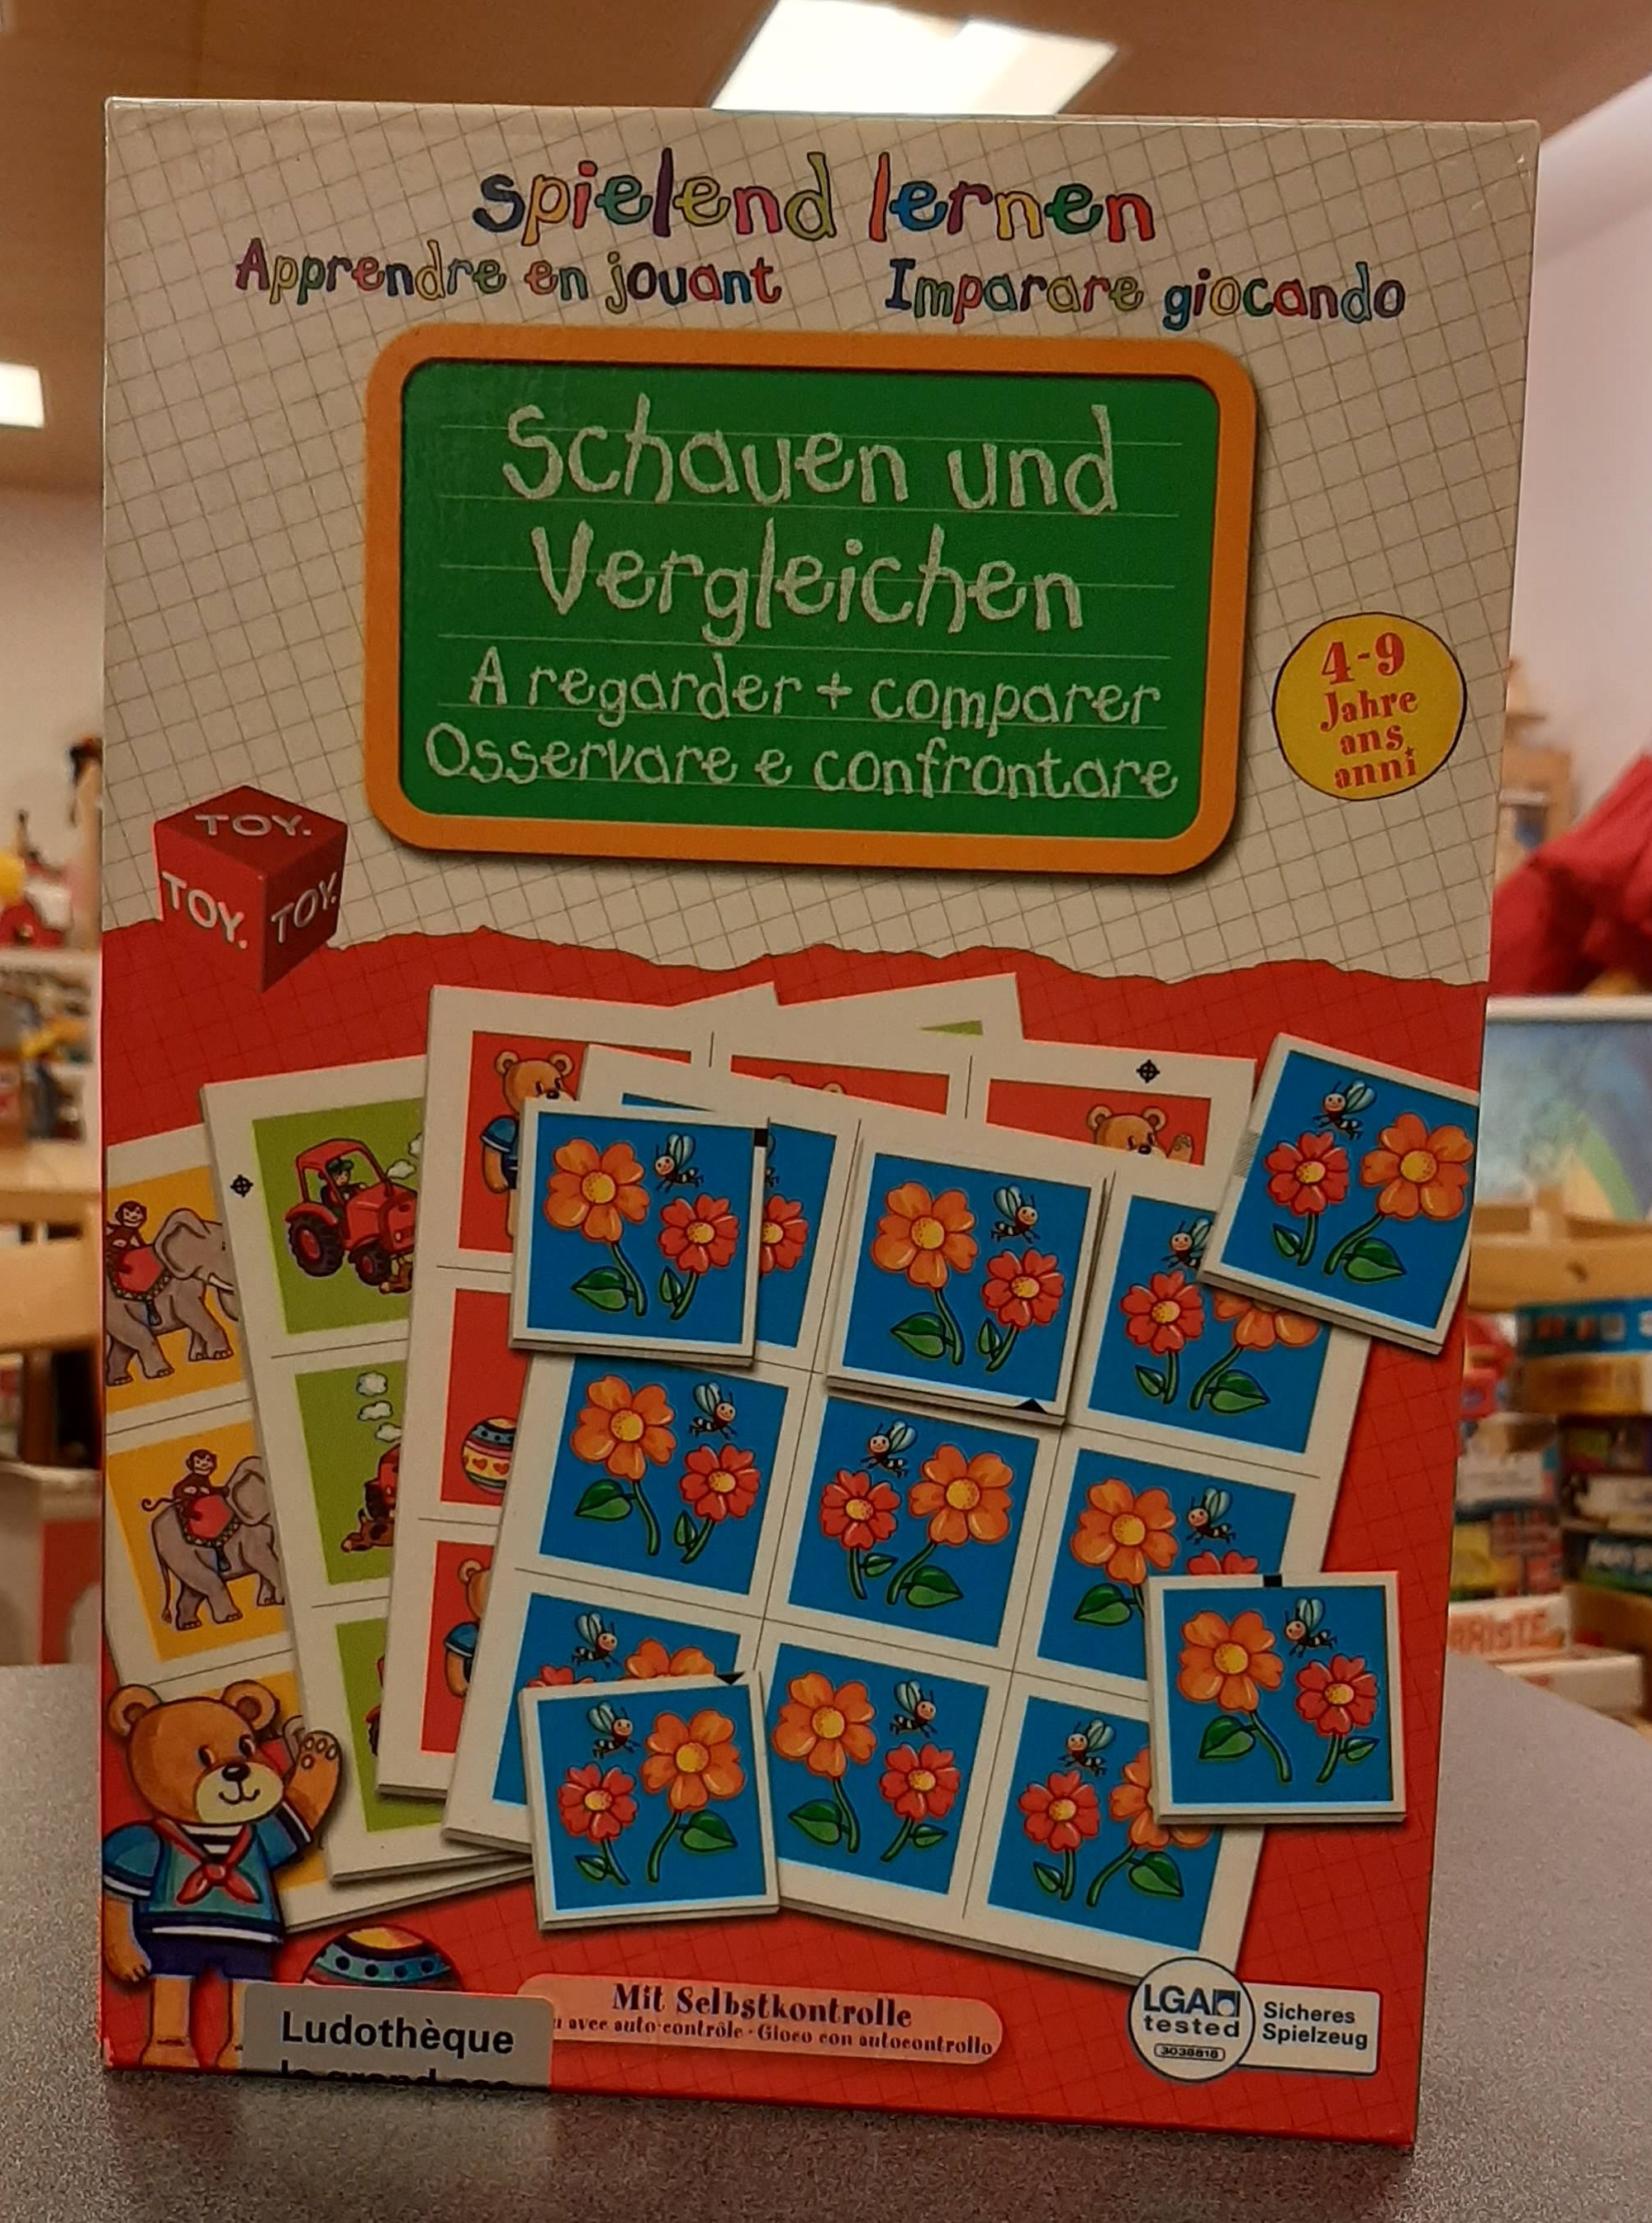 spielend lernen
Apprendre en jouant
Imparare giocando
Schauen und
Vergleichen
A regarder + comparer
Osservare e confrontare
4-9
Jahre
ans
anni
TOY.
TOY. TOY.
Mit Selbstkontrolle
avec auto-contrôle · Gioco con autocontrollo
Ludothèque
LGA
tested
3038818
Sicheres
Spielzeug